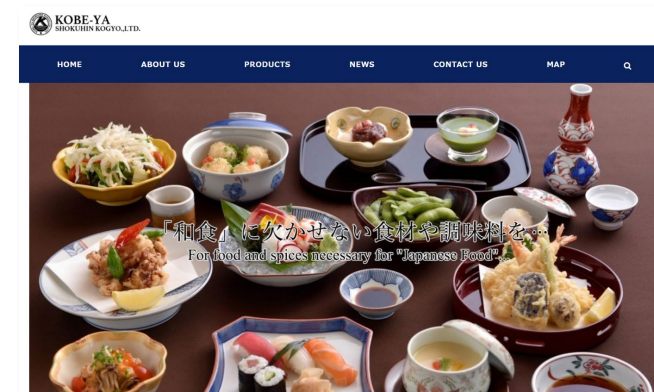 KOBE-YA
SHOKUHIN KOGYO.,LTD.
HOME ABOUT US PRODUCTS NEWS CONTACT US MAP
「和食」に欠かせない食材や調味料を…
For food and spices necessary for "Japanese Food"...